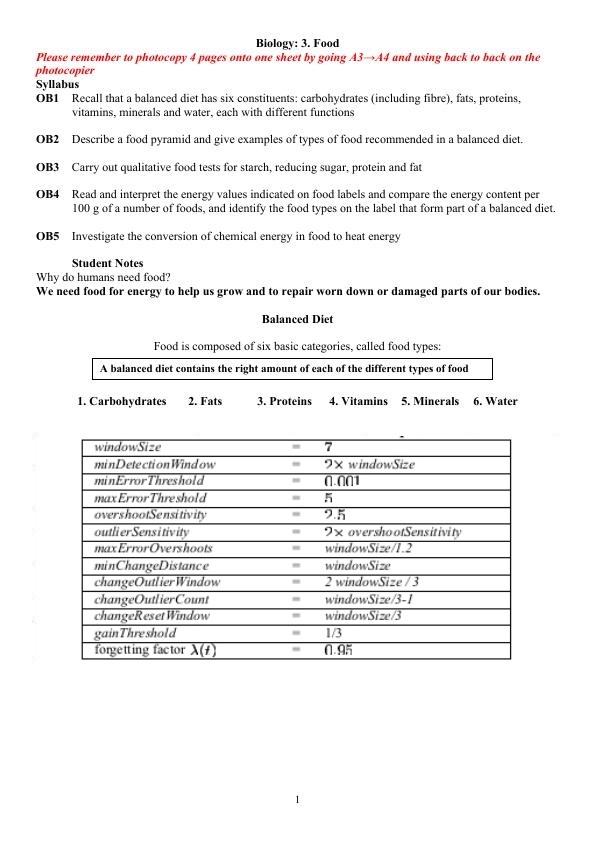 Biology: 3. Food
Please remember to photocopy 4 pages onto one sheet by going A3→A4 and using back to back on the
photocopier
Syllabus
OB1 Recall that a balanced diet has six constituents: carbohydrates (including fibre), fats, proteins,
vitamins, minerals and water, each with different functions
OB2 Describe a food pyramid and give examples of types of food recommended in a balanced diet.
OB3 Carry out qualitative food tests for starch, reducing sugar, protein and fat
OB4 Read and interpret the energy values indicated on food labels and compare the energy content per
100 g of a number of foods, and identify the food types on the label that form part of a balanced diet.
OB5 Investigate the conversion of chemical energy in food to heat energy
Student Notes
Why do humans need food?
We need food for energy to help us grow and to repair worn down or damaged parts of our bodies.
Balanced Diet
Food is composed of six basic categories, called food types:
A balanced diet contains the right amount of each of the different types of food
1. Carbohydrates 2. Fats 3. Proteins 4. Vitamins 5. Minerals 6. Water
windowSize = 7
minDetectionWindow = 2× windowSize
minErrorThreshold = 0.001
maxErrorThreshold = 5
overshootSensitivity = 2.5
outlierSensitivity = 2× overshootSensitivity
maxErrorOvershoots = windowSize/1.2
minChangeDistance = windowSize
changeOutlierWindow = 2 windowSize / 3
changeOutlierCount = windowSize/3-1
changeResetWindow = windowSize/3
gainThreshold = 1/3
forgetting factor λ(t) = 0.95
1